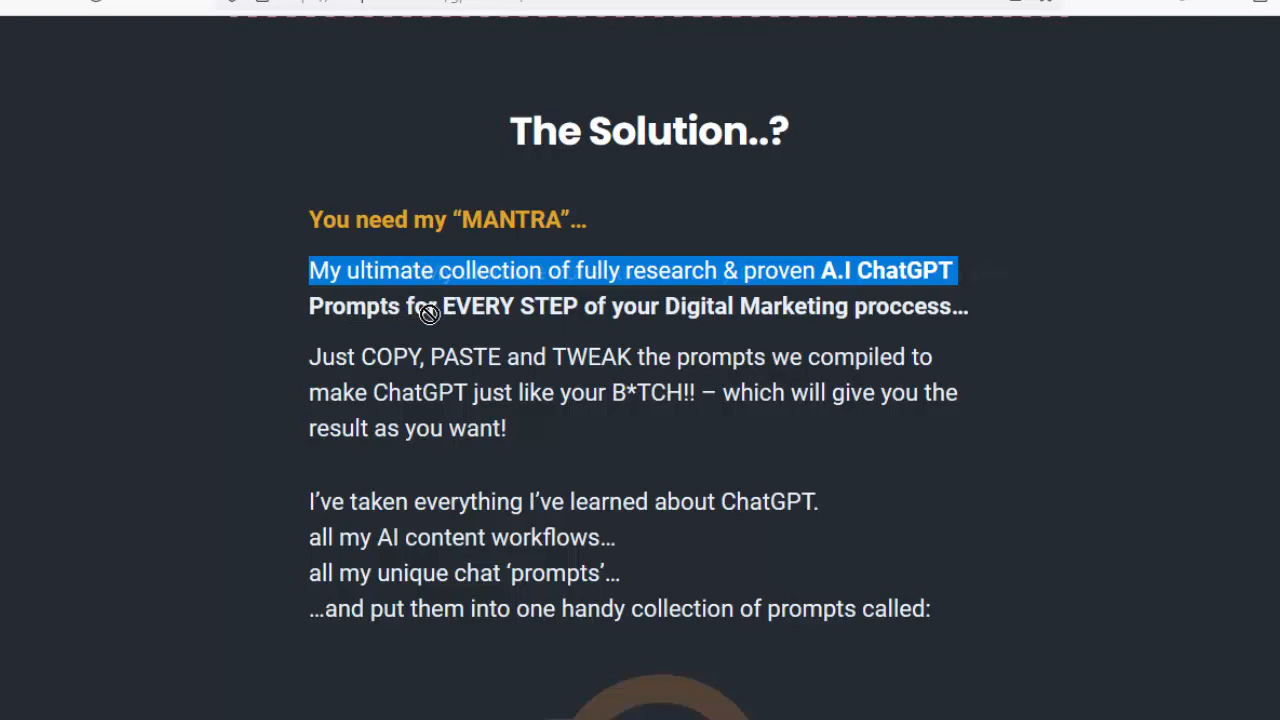 The Solution..?
You need my “MANTRA”…
My ultimate collection of fully research & proven A.I ChatGPT
Prompts for EVERY STEP of your Digital Marketing proccess…
Just COPY, PASTE and TWEAK the prompts we compiled to
make ChatGPT just like your B*TCH!! – which will give you the
result as you want!
I’ve taken everything I’ve learned about ChatGPT.
all my AI content workflows…
all my unique chat ‘prompts’…
…and put them into one handy collection of prompts called: